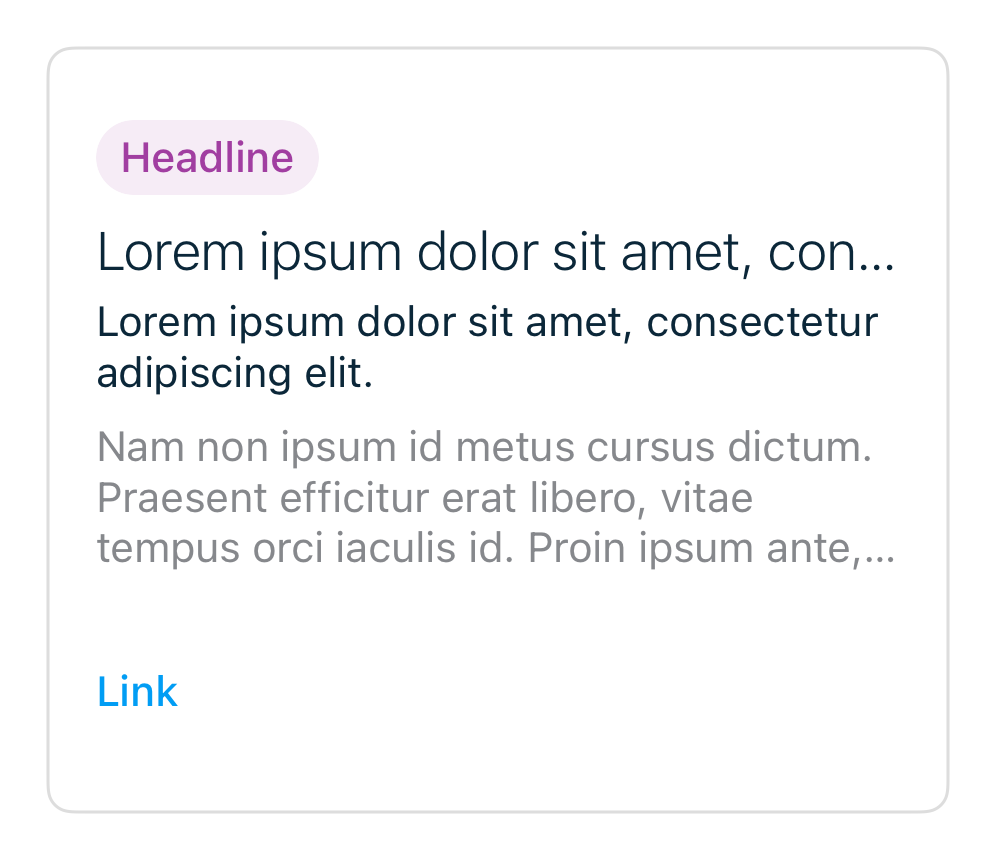 Headline
Lorem ipsum dolor sit amet, con...
Lorem ipsum dolor sit amet, consectetur
adipiscing elit.
Nam non ipsum id metus cursus dictum.
Praesent efficitur erat libero, vitae
tempus orci iaculis id. Proin ipsum ante,...
Link